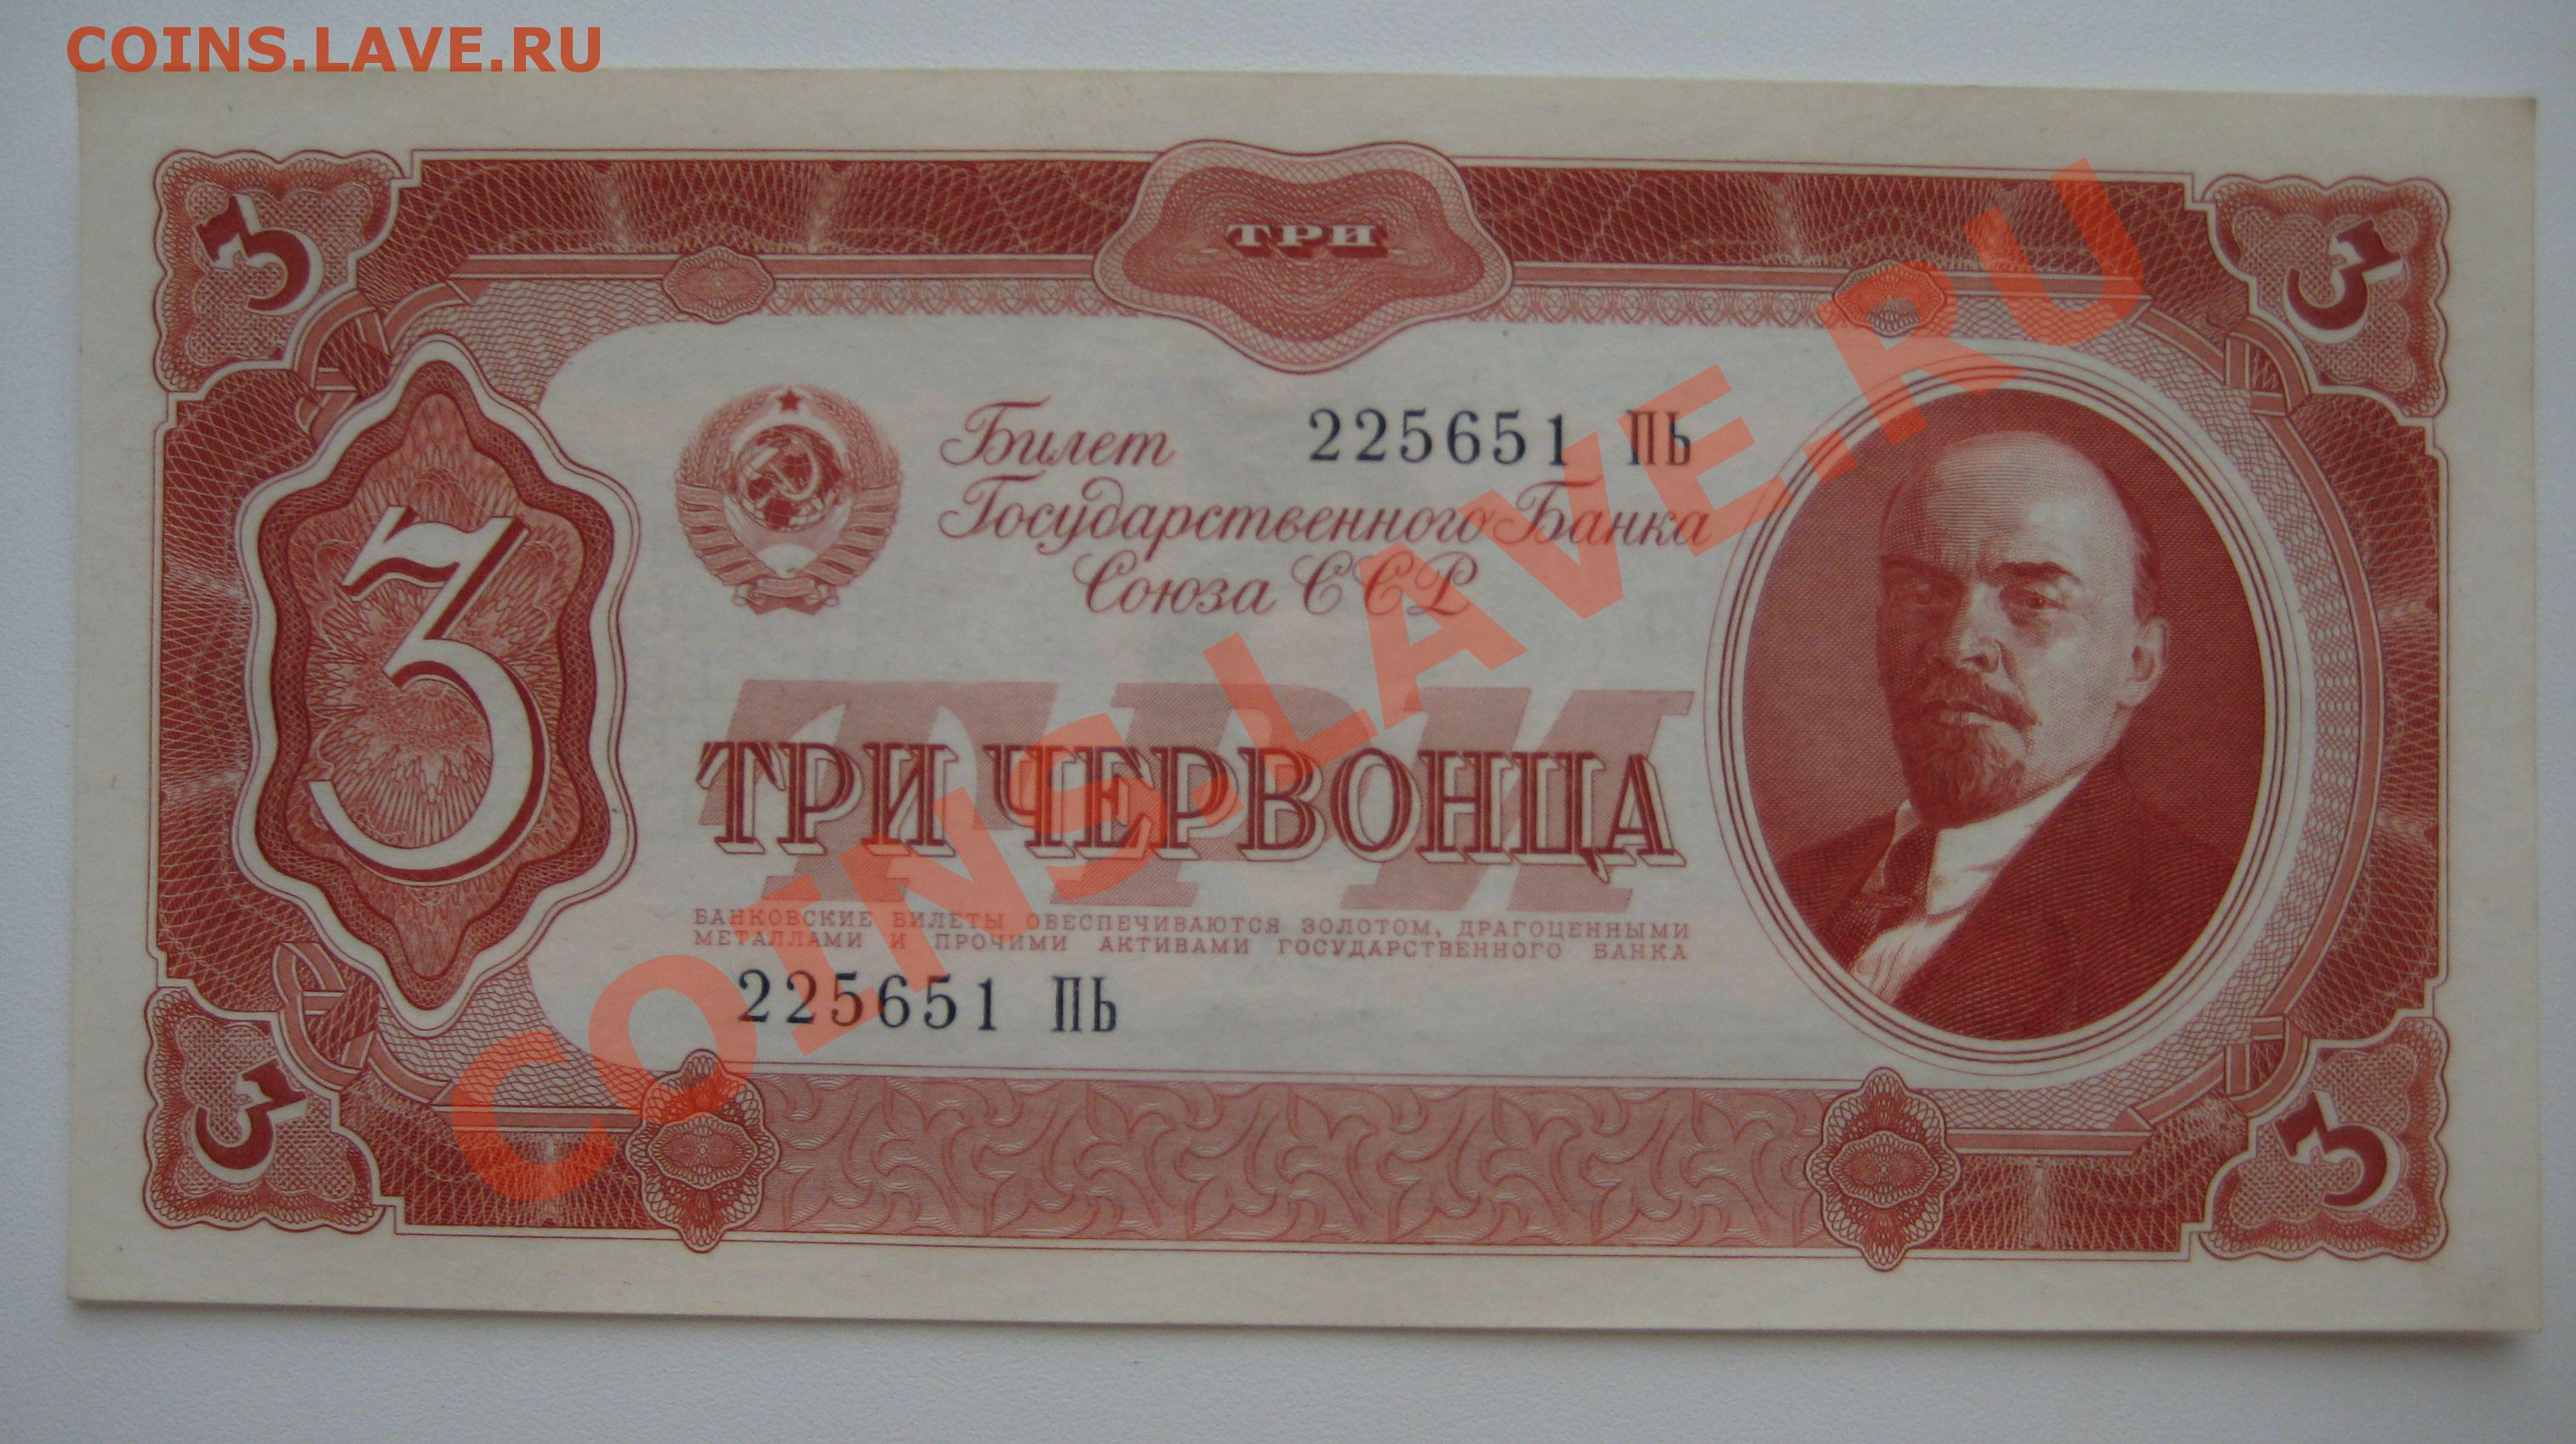 COINS.LAVE.RU
3
ТРИ
3
Билет 225651 ПЬ
Государственного Банка
Союза ССР
3
ТРИ
ТРИ ЧЕРВОНЦА
БАНКОВСКИЕ БИЛЕТЫ ОБЕСПЕЧИВАЮТСЯ ЗОЛОТОМ, ДРАГОЦЕННЫМИ
МЕТАЛЛАМИ И ПРОЧИМИ АКТИВАМИ ГОСУДАРСТВЕННОГО БАНКА
225651 ПЬ
3
3
COINS.LAVE.RU